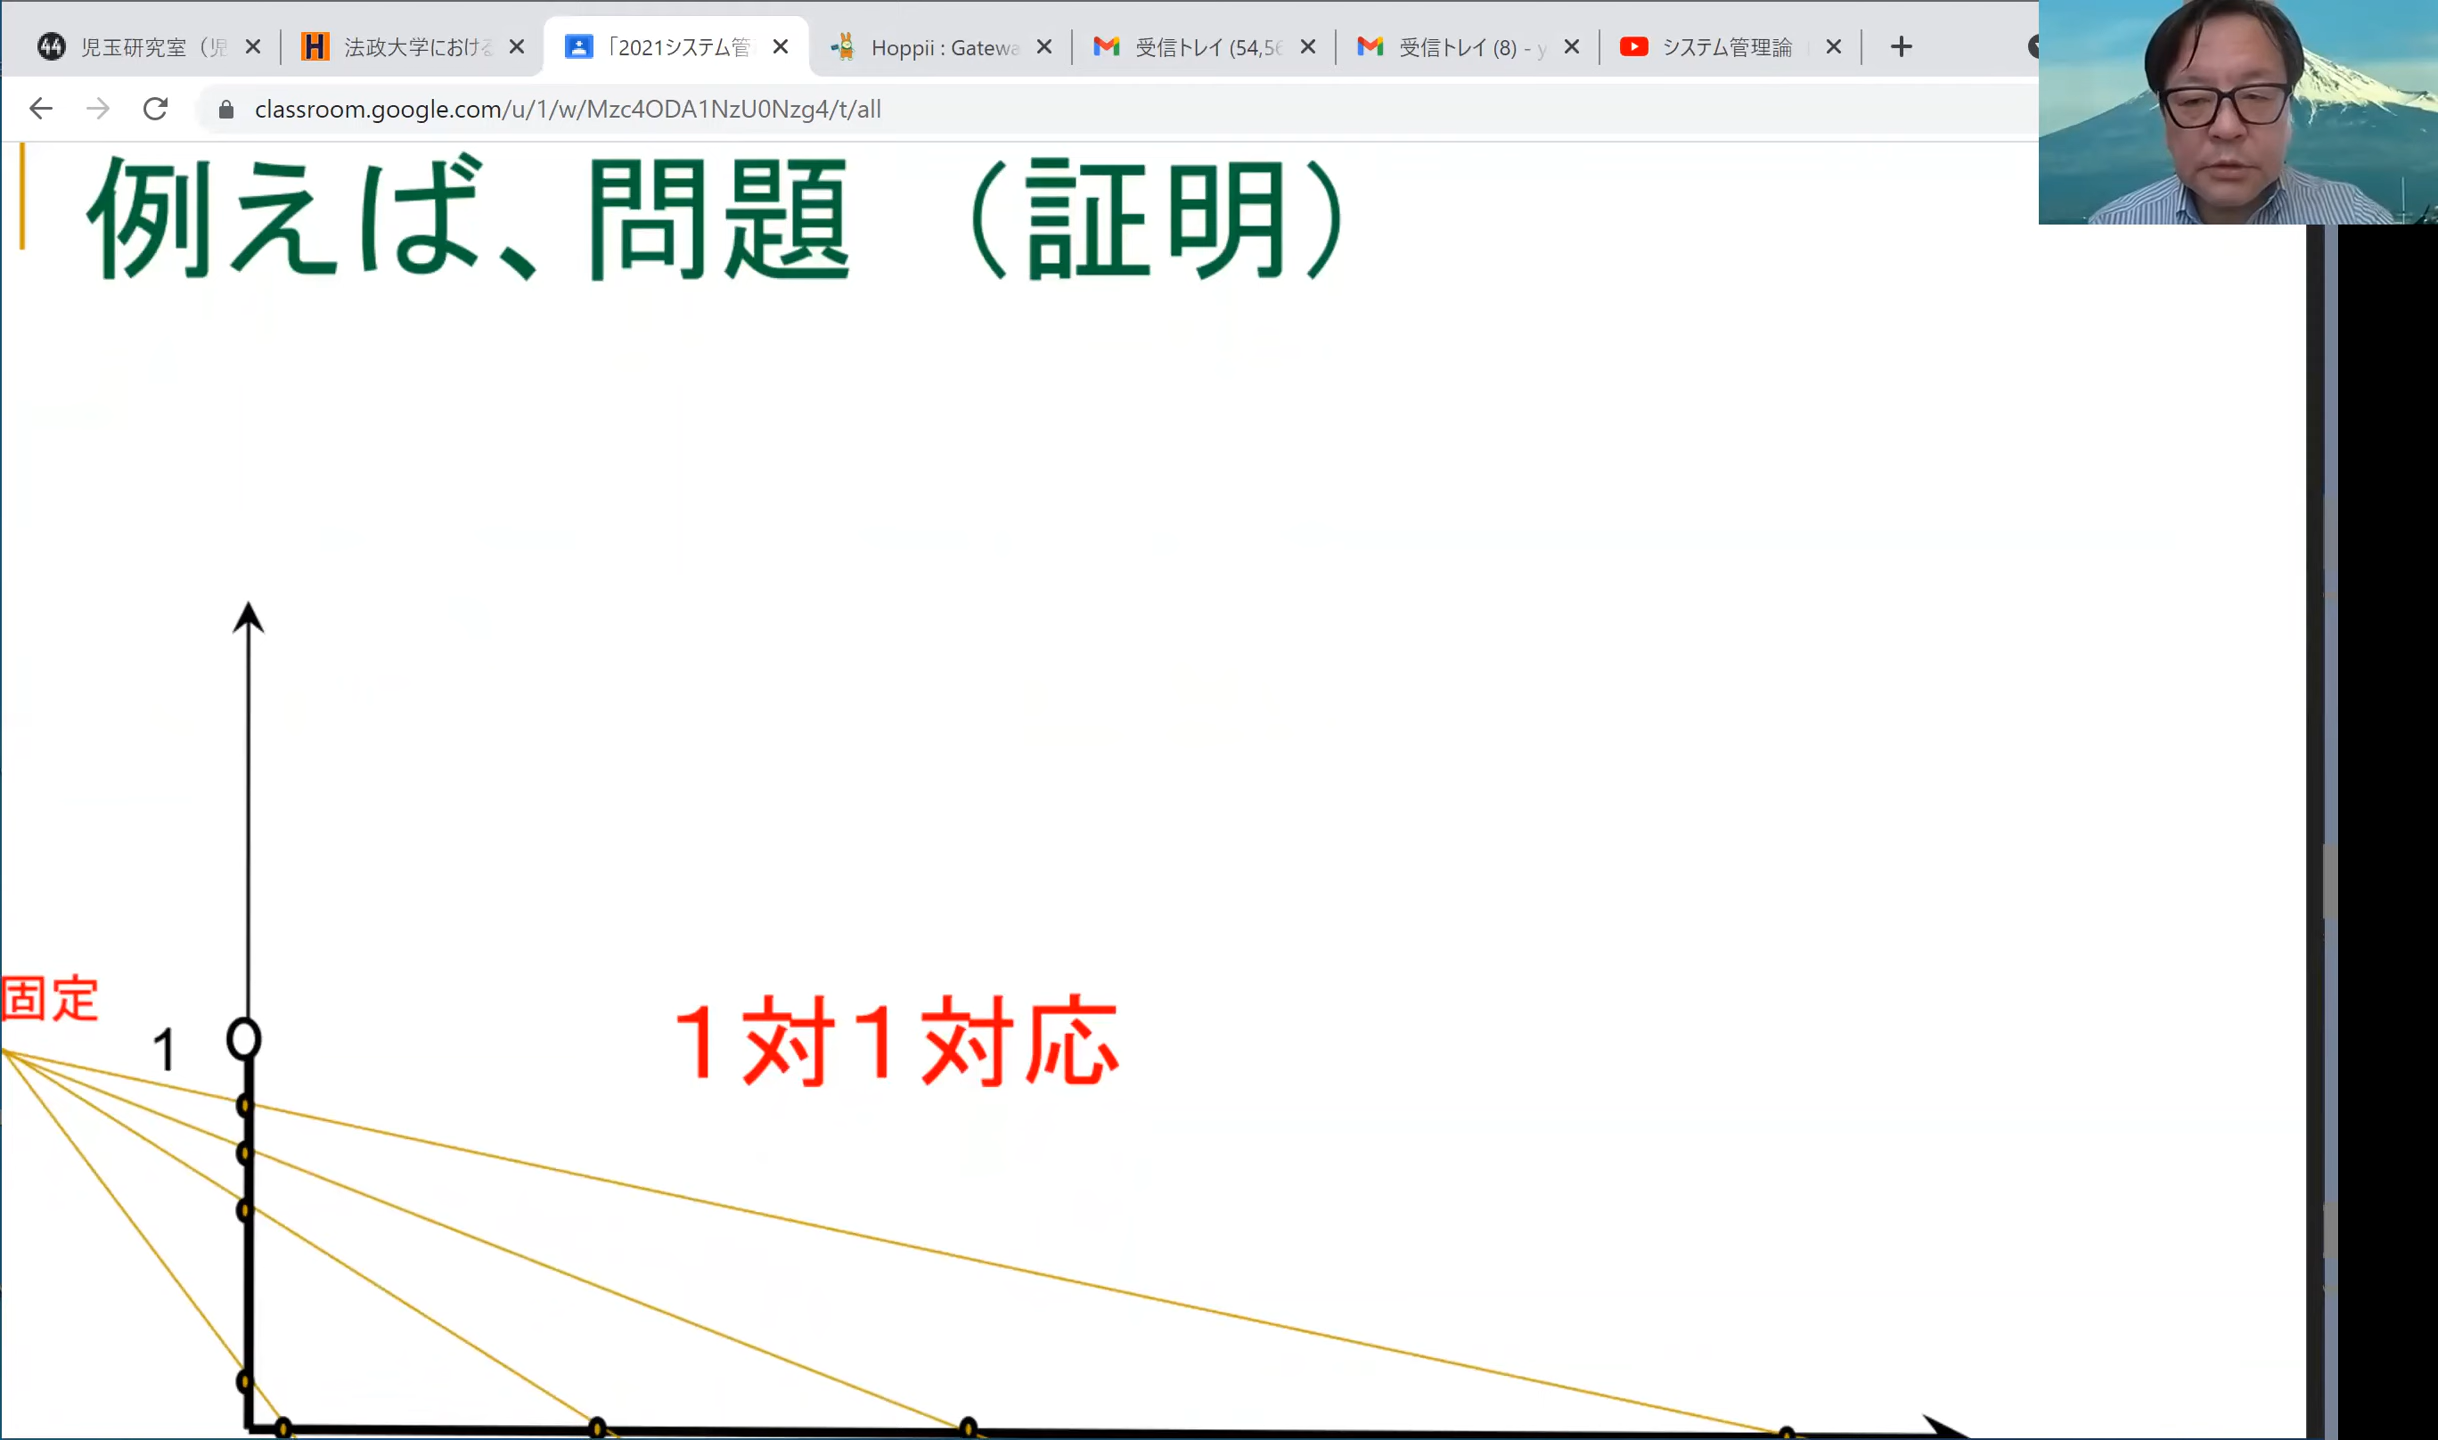 児玉研究室（児
法政大学における
「2021システム管
Hoppii : Gatewa
受信トレイ (54,56
受信トレイ (8) - y
システム管理論
classroom.google.com/u/1/w/Mzc4ODA1NzU0Nzg4/t/all
例えば、問題　（証明）
固定
1
１対１対応